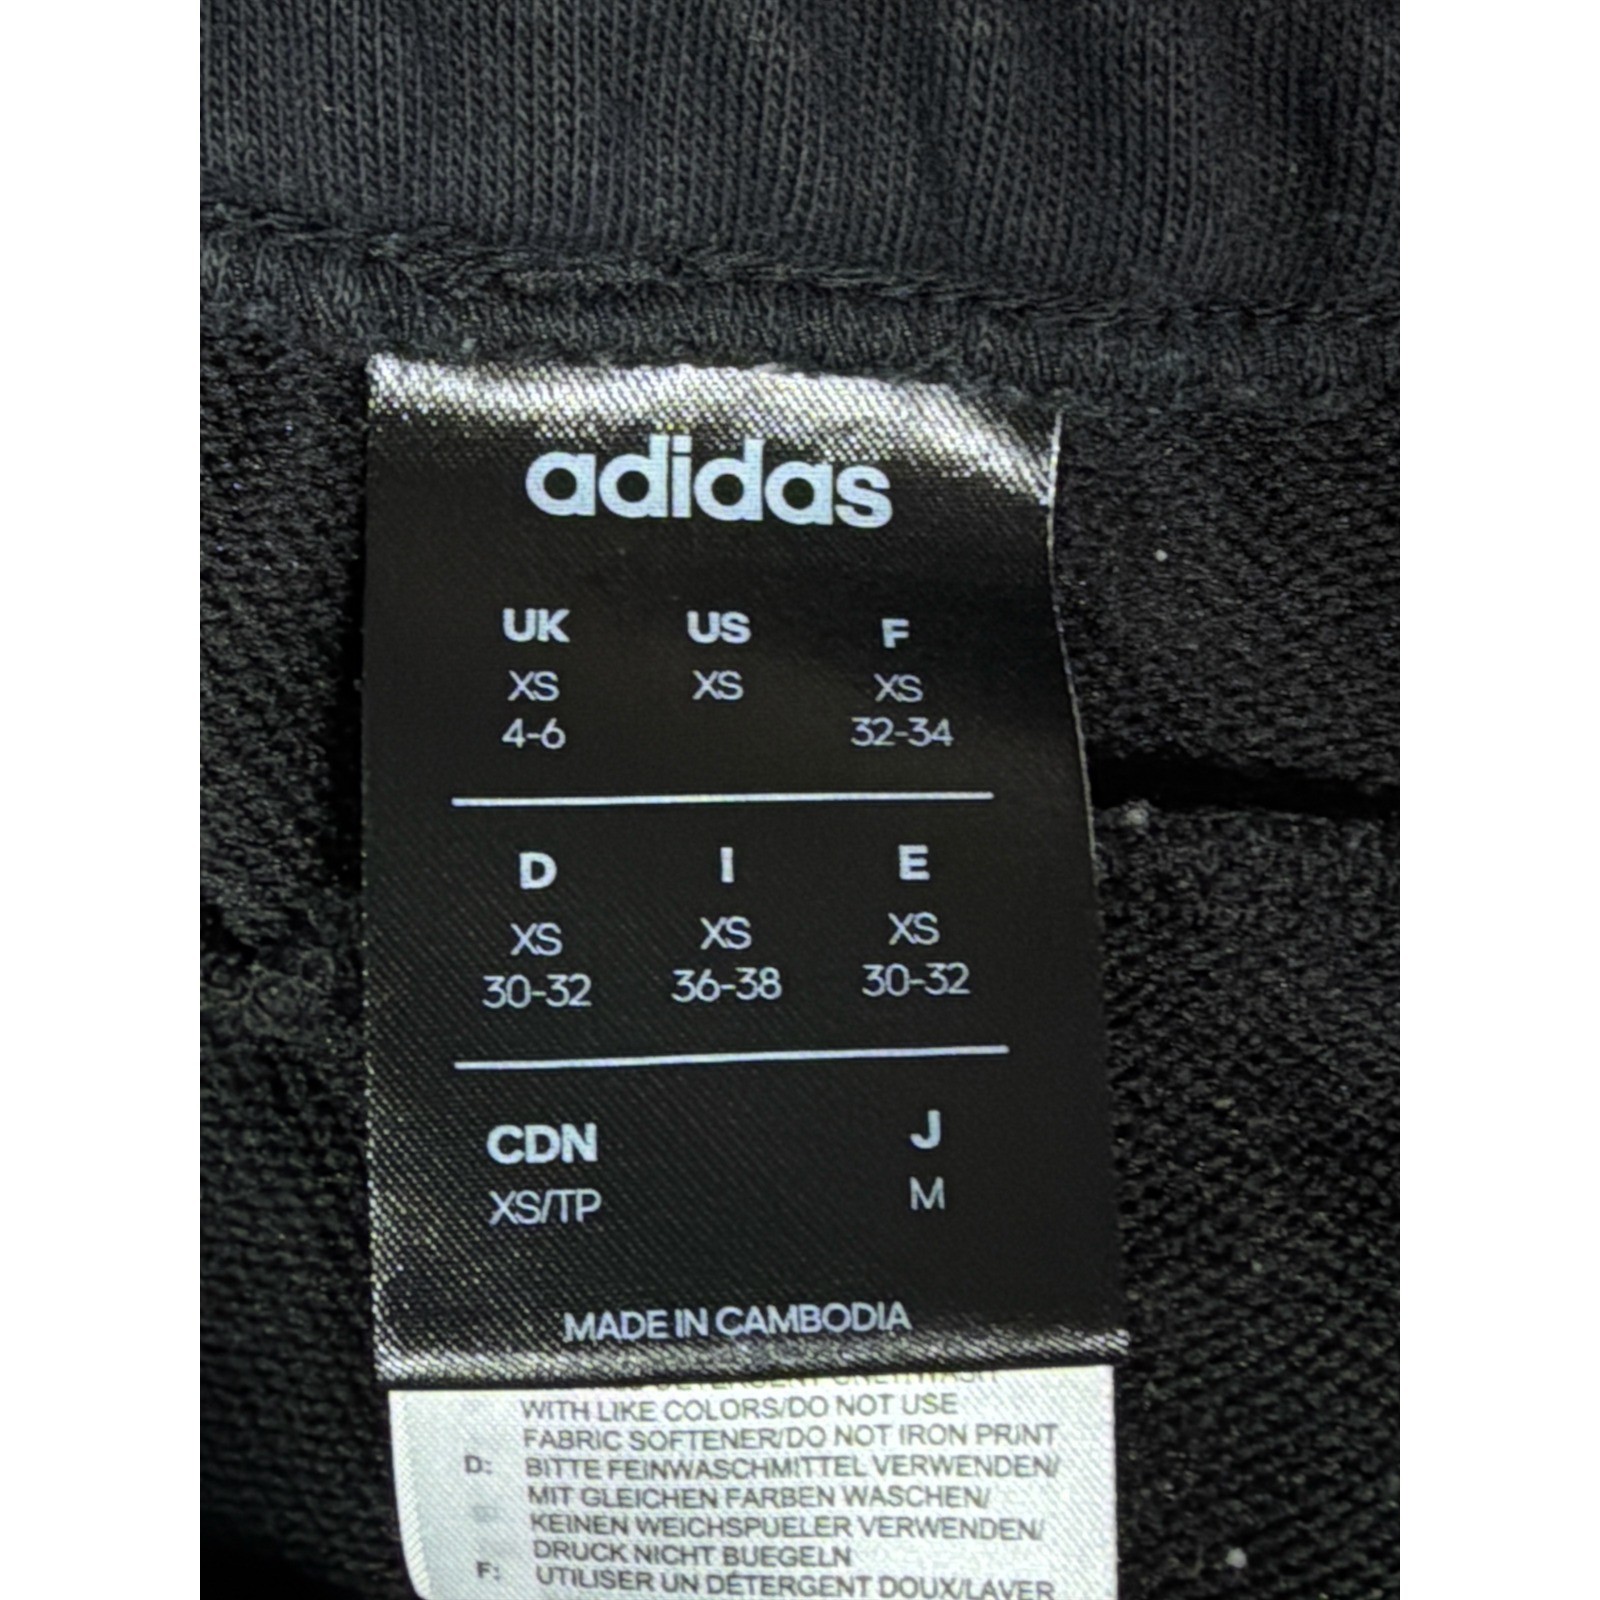 adidas
UK US F
XS XS XS
4-6 32-34
D I E
XS XS XS
30-32 36-38 30-32
CDN J
XS/TP M
MADE IN CAMBODIA
WITH LIKE COLORS/DO NOT USE
FABRIC SOFTENER/DO NOT IRON PRINT
D: BITTE FEINWASCHMITTEL VERWENDEN/
MIT GLEICHEN FARBEN WASCHEN/
KEINEN WEICHSPUELER VERWENDEN/
DRUCK NICHT BUEGELN
F: UTILISER UN DÉTERGENT DOUX/LAVER